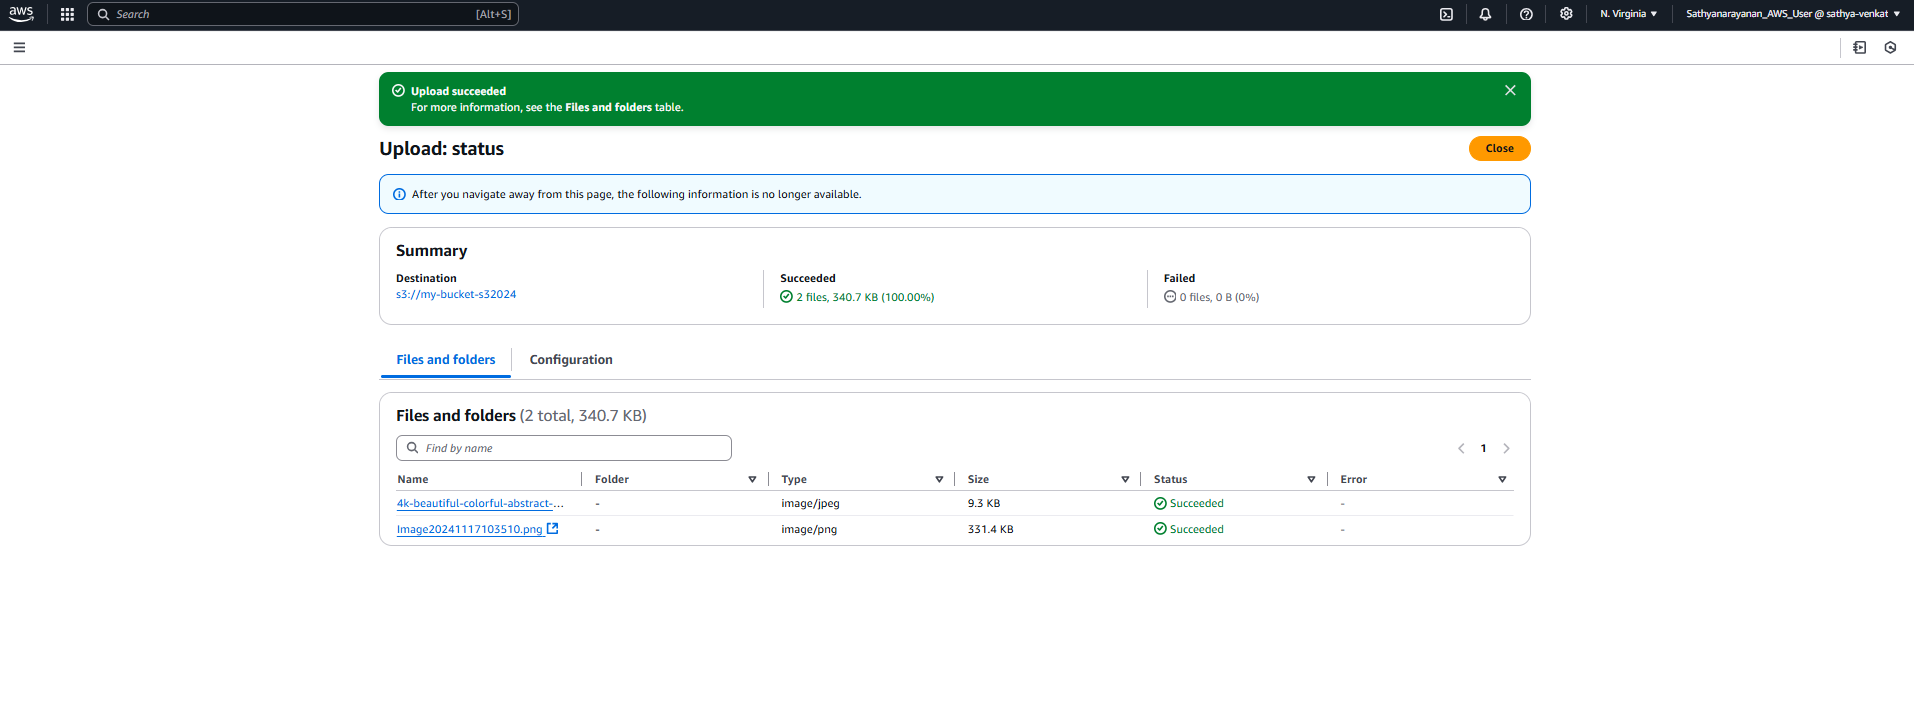 aws
Search [Alt+S] N. Virginia Sathyanarayanan_AWS_User @ sathya-venkat
Upload succeeded
For more information, see the Files and folders table.
Upload: status Close
After you navigate away from this page, the following information is no longer available.
Summary
Destination Succeeded Failed
s3://my-bucket-s32024 2 files, 340.7 KB (100.00%) 0 files, 0 B (0%)
Files and folders Configuration
Files and folders (2 total, 340.7 KB)
Find by name 1
Name Folder Type Size Status Error
4k-beautiful-colorful-abstract-... - image/jpeg 9.3 KB Succeeded -
Image20241117103510.png - image/png 331.4 KB Succeeded -